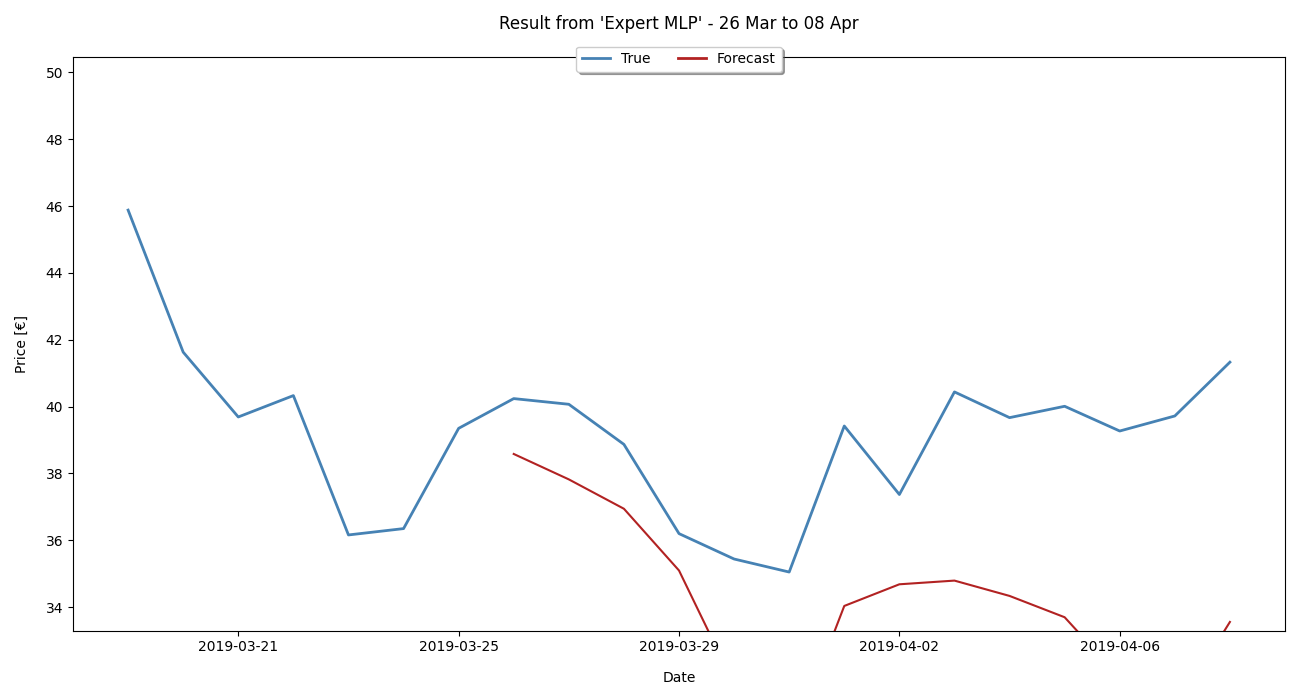 Result from 'Expert MLP' - 26 Mar to 08 Apr
True Forecast
50
48
46
44
42
40
38
36
34
Price [€]
2019-03-21 2019-03-25 2019-03-29 2019-04-02 2019-04-06
Date